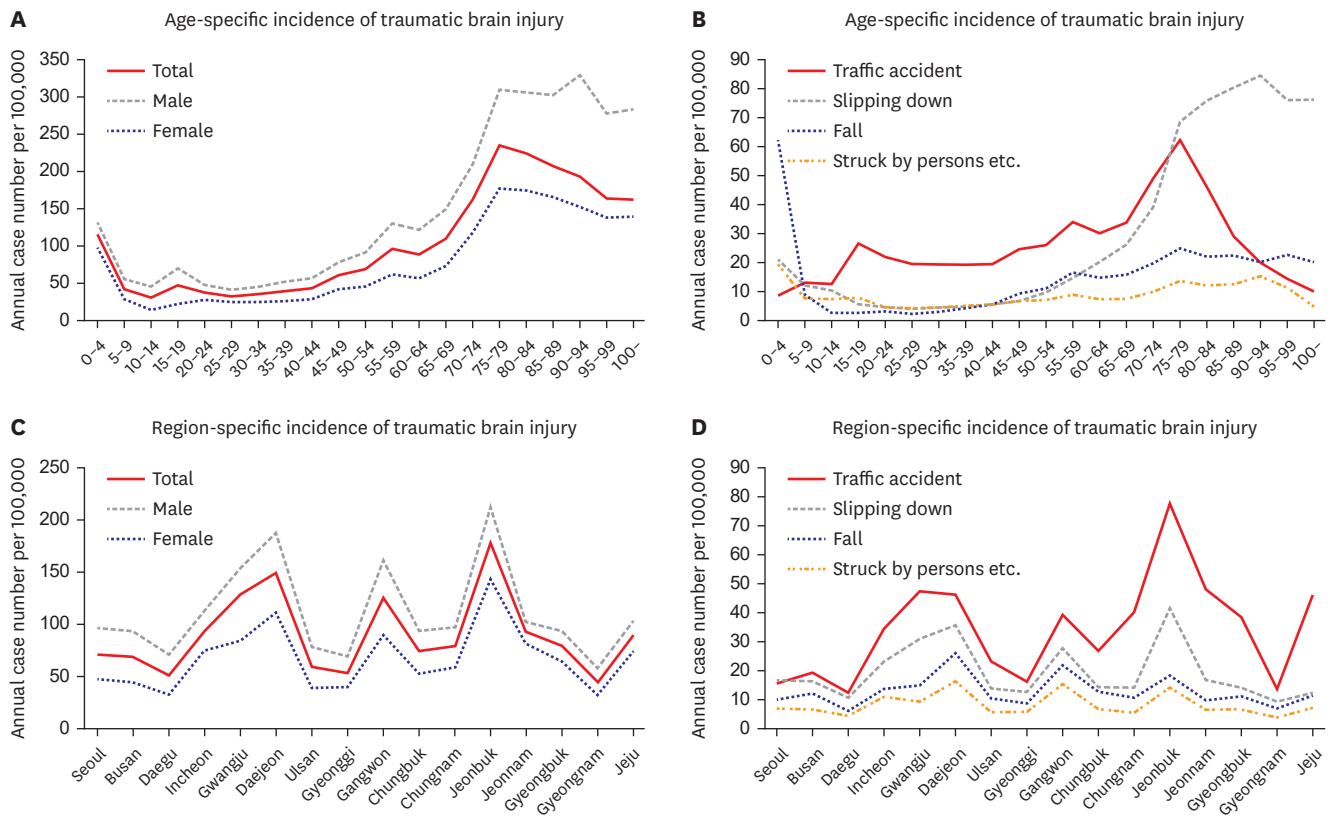 A
Age-specific incidence of traumatic brain injury
Annual case number per 100,000
350
300
250
200
150
100
50
0
Total
Male
Female
0–4
5–9
10–14
15–19
20–24
25–29
30–34
35–39
40–44
45–49
50–54
55–59
60–64
65–69
70–74
75–79
80–84
85–89
90–94
95–99
100–
B
Age-specific incidence of traumatic brain injury
Annual case number per 100,000
90
80
70
60
50
40
30
20
10
0
Traffic accident
Slipping down
Fall
Struck by persons etc.
0–4
5–9
10–14
15–19
20–24
25–29
30–34
35–39
40–44
45–49
50–54
55–59
60–64
65–69
70–74
75–79
80–84
85–89
90–94
95–99
100–
C
Region-specific incidence of traumatic brain injury
Annual case number per 100,000
250
200
150
100
50
0
Total
Male
Female
Seoul
Busan
Daegu
Incheon
Gwangju
Daejeon
Ulsan
Gyeonggi
Gangwon
Chungbuk
Chungnam
Jeonbuk
Jeonnam
Gyeongbuk
Gyeongnam
Jeju
D
Region-specific incidence of traumatic brain injury
Annual case number per 100,000
90
80
70
60
50
40
30
20
10
0
Traffic accident
Slipping down
Fall
Struck by persons etc.
Seoul
Busan
Daegu
Incheon
Gwangju
Daejeon
Ulsan
Gyeonggi
Gangwon
Chungbuk
Chungnam
Jeonbuk
Jeonnam
Gyeongbuk
Gyeongnam
Jeju